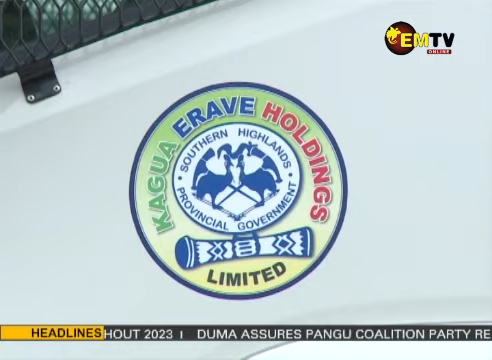 EMTV
ONLINE
KAGUA ERAVE HOLDINGS
SOUTHERN HIGHLANDS
PROVINCIAL GOVERNMENT
LIMITED
HEADLINES HOUT 2023 I DUMA ASSURES PANGU COALITION PARTY RE